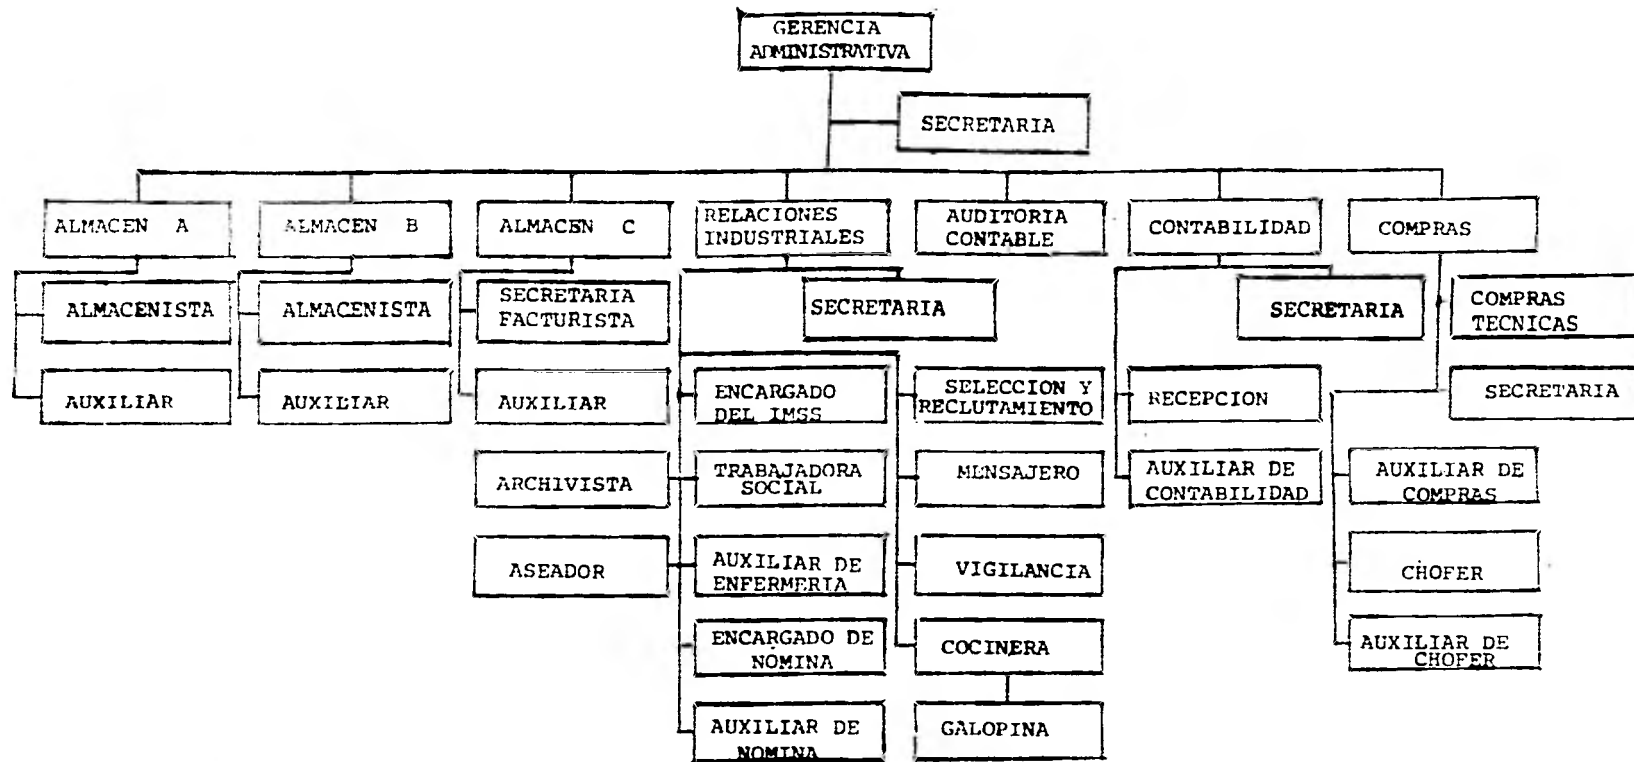 GERENCIA
ADMINISTRATIVA
SECRETARIA
ALMACEN A
ALMACEN B
ALMACEN C
RELACIONES
INDUSTRIALES
AUDITORIA
CONTABLE
CONTABILIDAD
COMPRAS
ALMACENISTA
ALMACENISTA
SECRETARIA
FACTURISTA
SECRETARIA
SECRETARIA
COMPRAS
TECNICAS
AUXILIAR
AUXILIAR
AUXILIAR
ENCARGADO
DEL IMSS
SELECCION Y
RECLUTAMIENTO
RECEPCION
SECRETARIA
ARCHIVISTA
TRABAJADORA
SOCIAL
MENSAJERO
AUXILIAR DE
CONTABILIDAD
AUXILIAR DE
COMPRAS
ASEADOR
AUXILIAR DE
ENFERMERIA
VIGILANCIA
CHOFER
ENCARGADO DE
NOMINA
COCINERA
AUXILIAR DE
CHOFER
AUXILIAR DE
NOMINA
GALOPINA